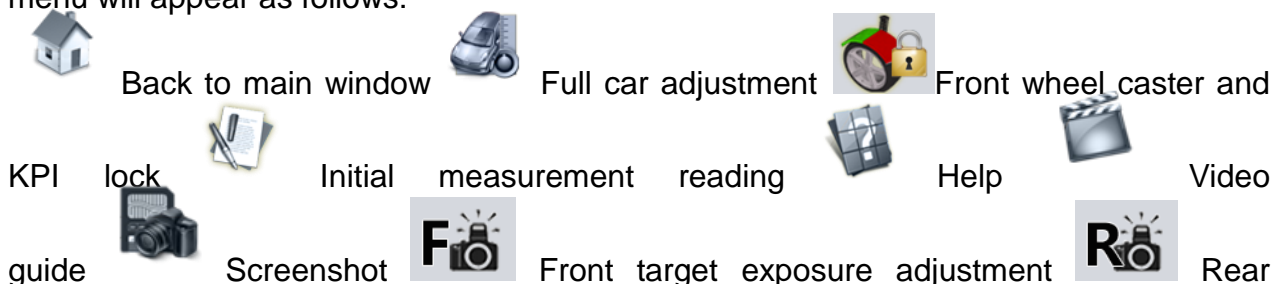 menu will appear as follows:
Back to main window Full car adjustment Front wheel caster and
KPI lock Initial measurement reading Help Video
guide Screenshot F Front target exposure adjustment R Rear